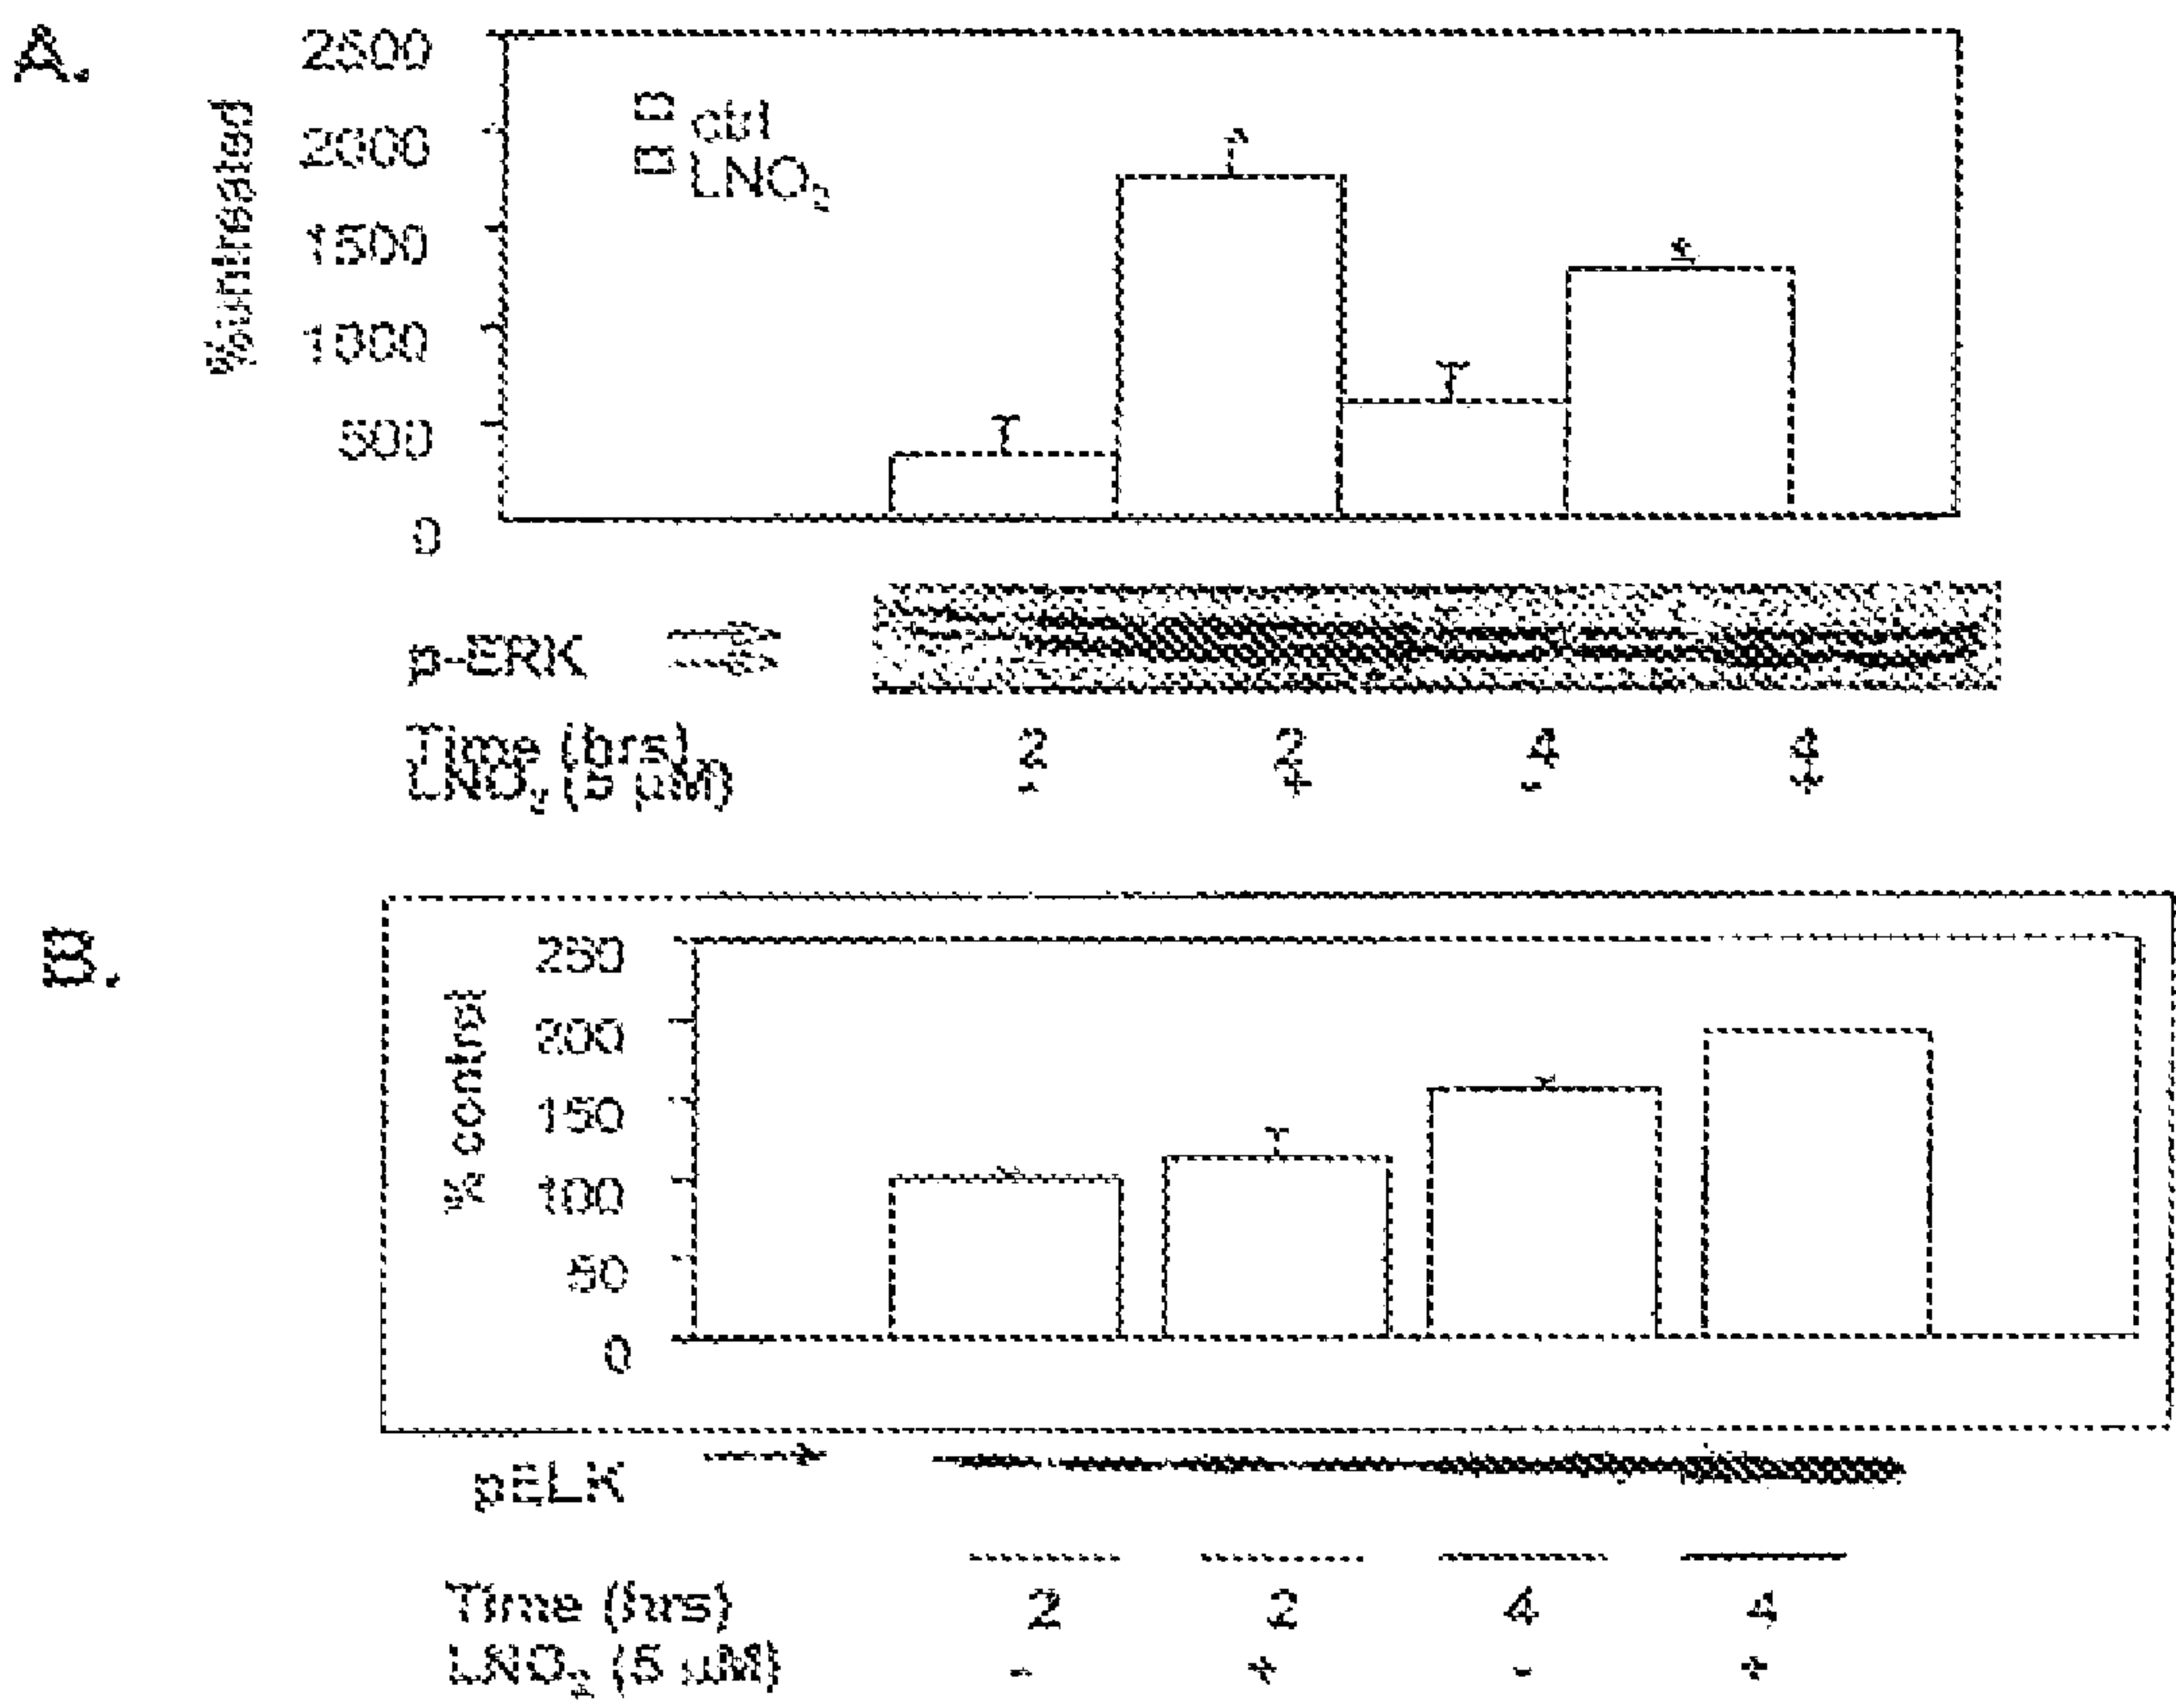 A.
%untreated
2500
2000
1500
1000
500
0
ctrl
LNO₂
p-ERK
Time (hrs) 2 2 4 4
LNO₂ (5 µM) - + - +
B.
% control
250
200
150
100
50
0
pELK
Time (hrs) 2 2 4 4
LNO₂ (5 µM) - + - +